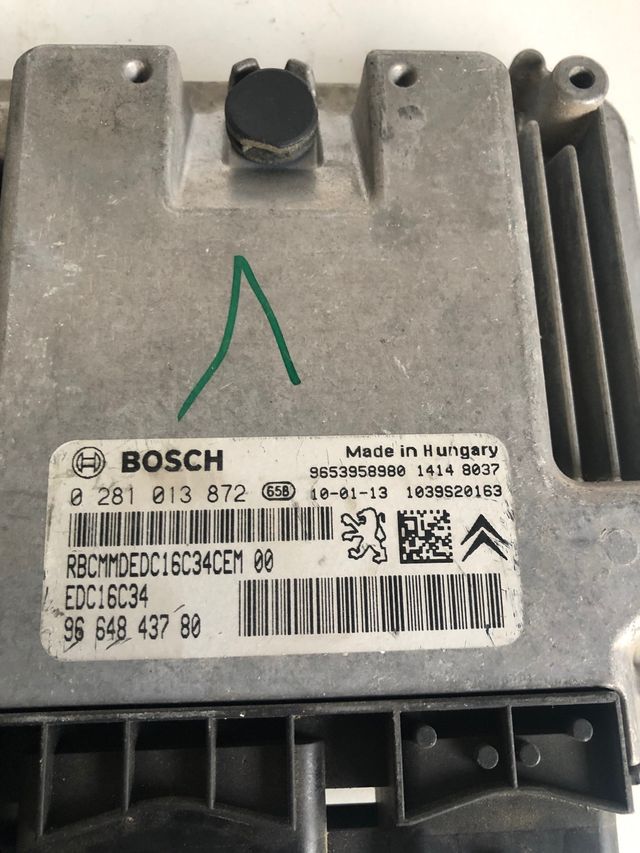 BOSCH Made in Hungary
9653958980 1414 8037
0 281 013 872 65B 10-01-13 1039S20163
RBCMMDEDC16C34CEM 00
EDC16C34
96 648 437 80